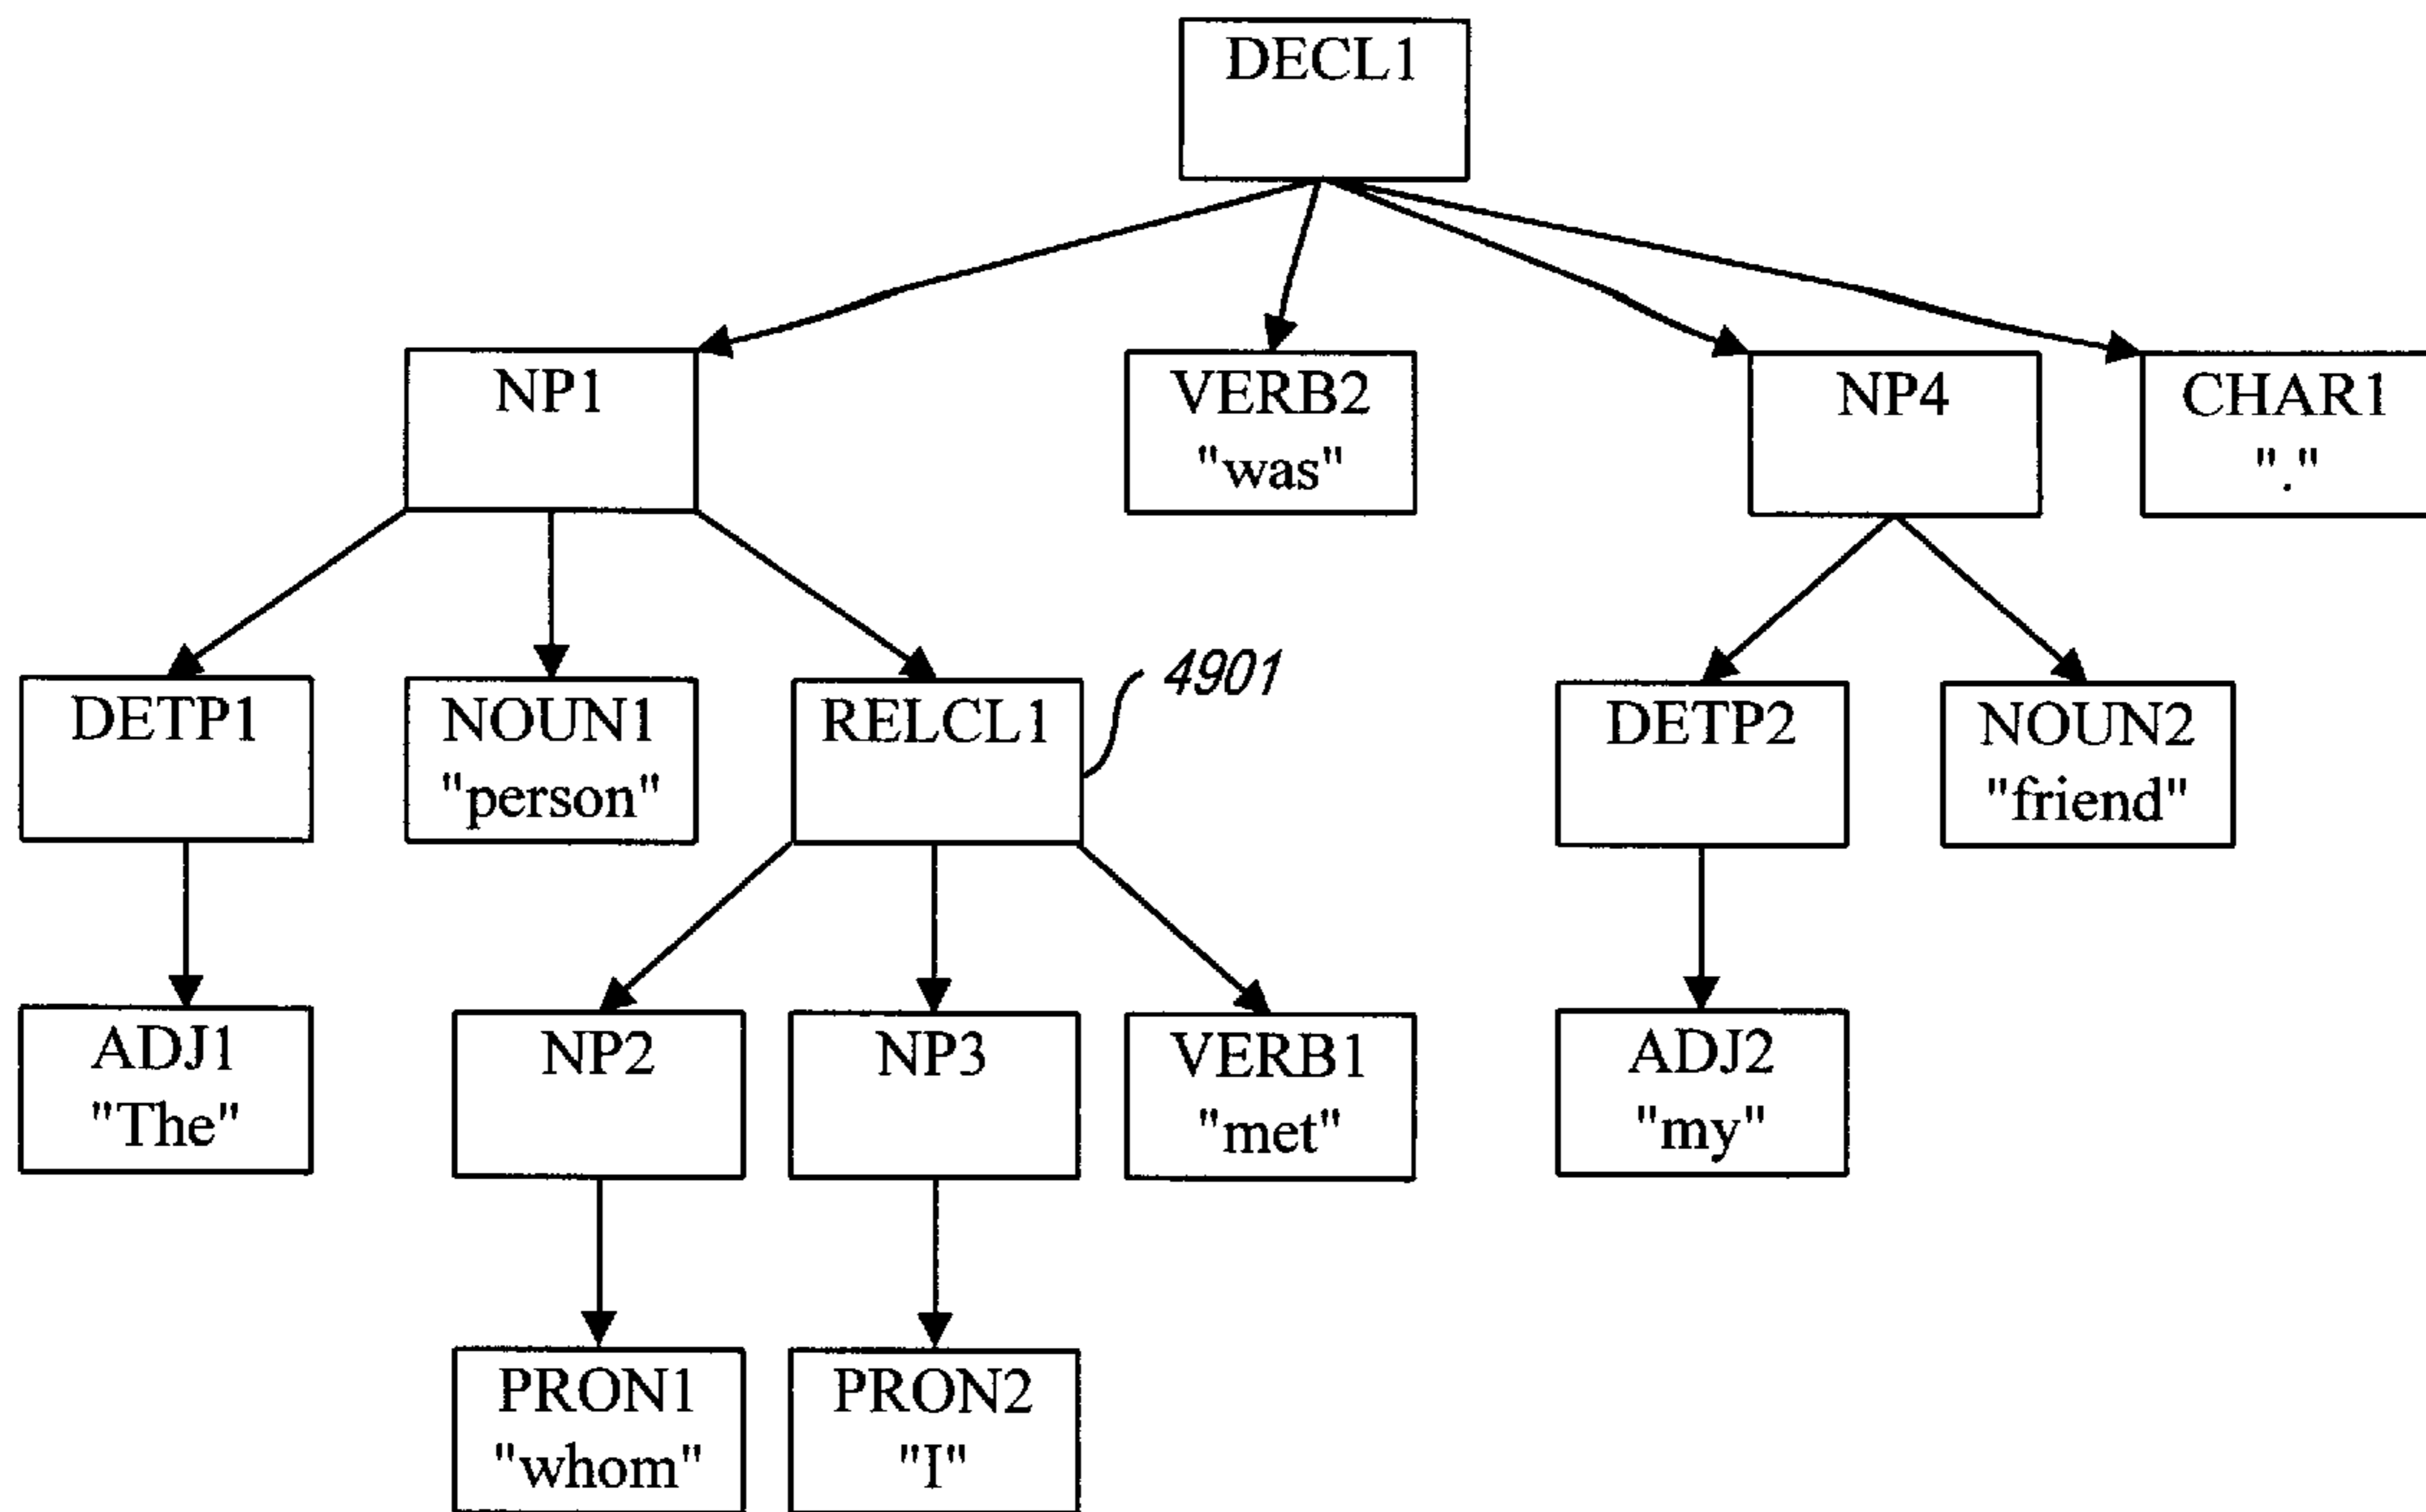 DECL1
NP1
VERB2
"was"
NP4
CHAR1
"."
DETP1
NOUN1
"person"
RELCL1
4901
DETP2
NOUN2
"friend"
ADJ1
"The"
NP2
NP3
VERB1
"met"
ADJ2
"my"
PRON1
"whom"
PRON2
"I"